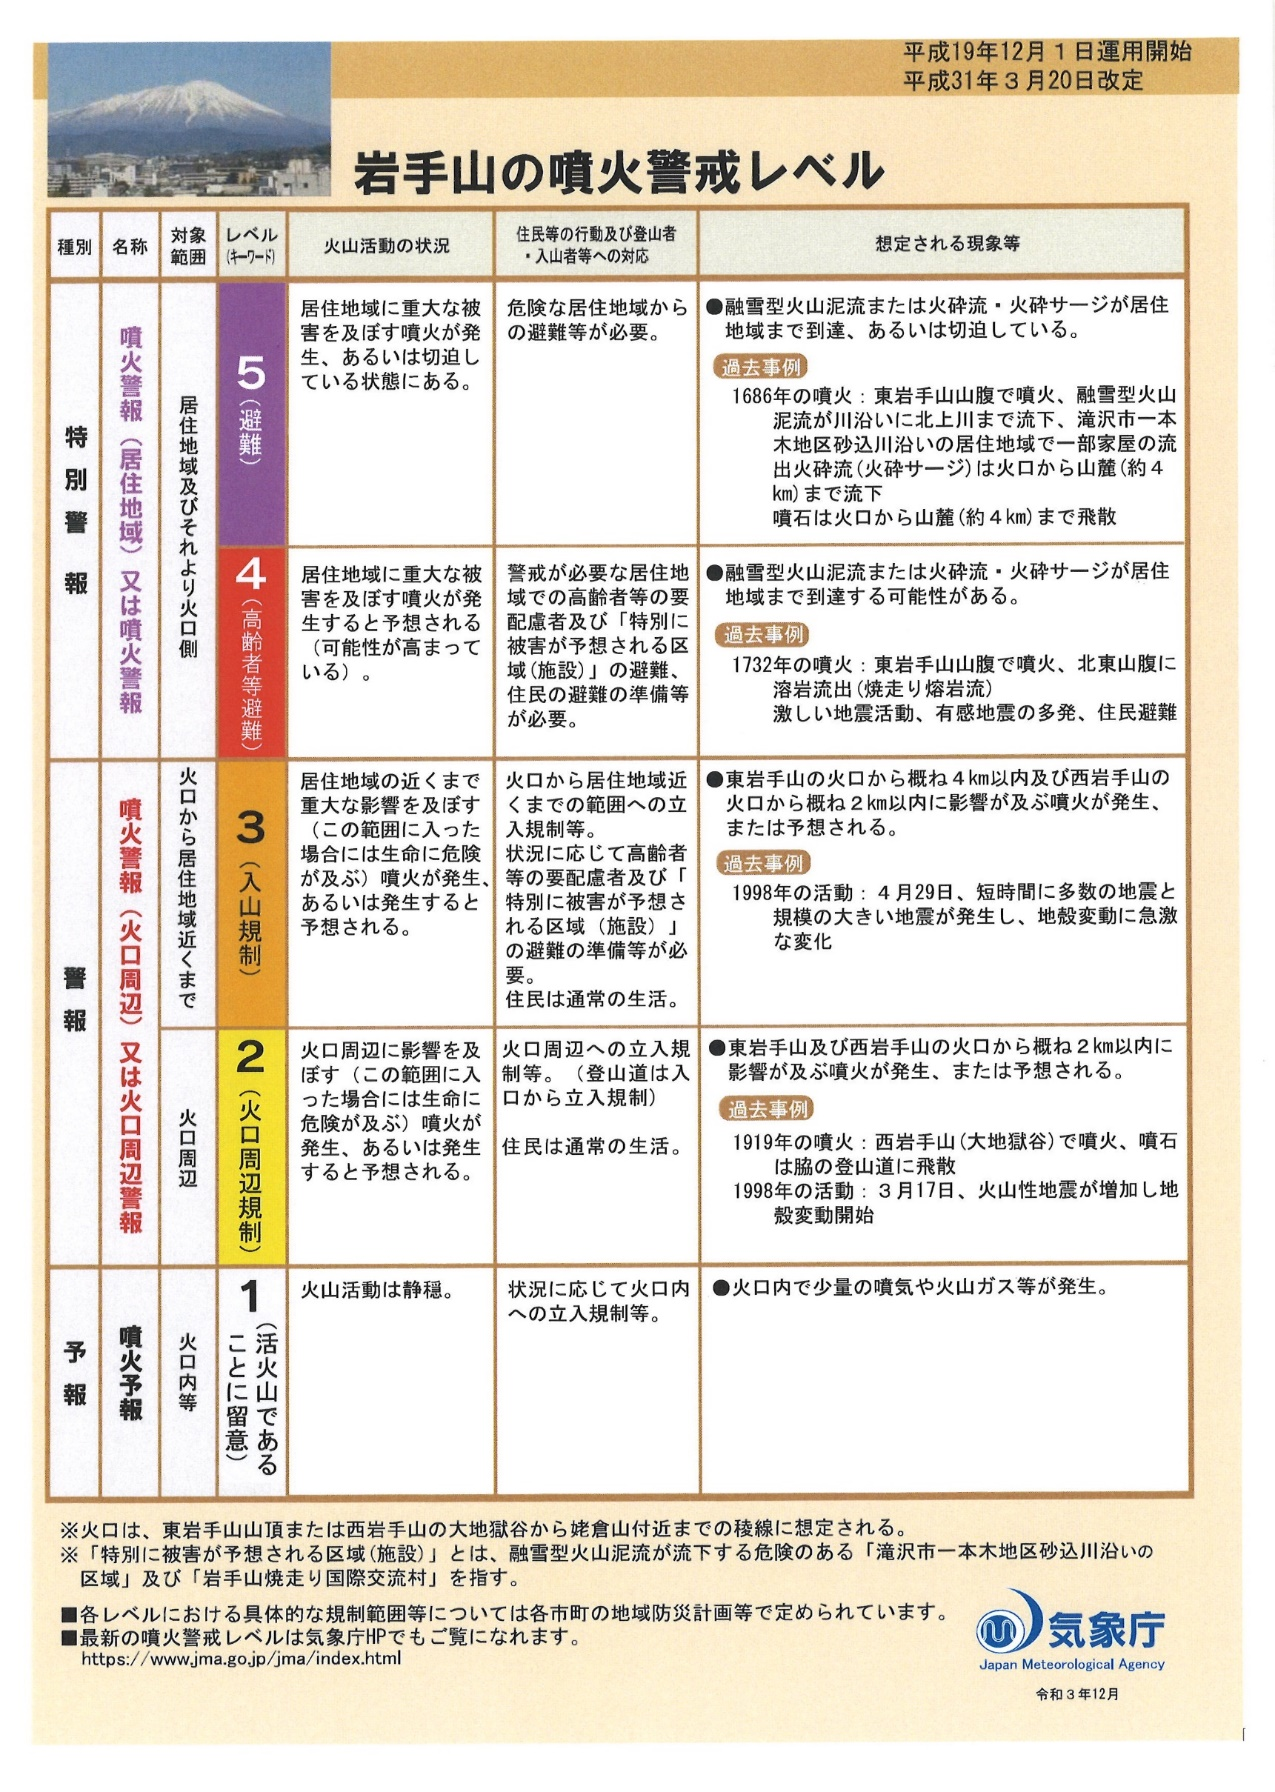 平成19年12月1日運用開始
平成31年3月20日改定
岩手山の噴火警戒レベル
種別
名称
対象
範囲
レベル
(キーワード)
火山活動の状況
住民等の行動及び登山者
・入山者等への対応
想定される現象等
特別警報
噴火警報（居住地域）又は噴火警報
居住地域及びそれより火口側
5（避難）
居住地域に重大な被
害を及ぼす噴火が発
生、あるいは切迫し
ている状態にある。
危険な居住地域から
の避難等が必要。
●融雪型火山泥流または火砕流・火砕サージが居住
地域まで到達、あるいは切迫している。
過去事例
1686年の噴火：東岩手山山腹で噴火、融雪型火山
泥流が川沿いに北上川まで流下、滝沢市一本
木地区砂込川沿いの居住地域で一部家屋の流
出火砕流(火砕サージ)は火口から山麓(約4
km)まで流下
噴石は火口から山麓(約4km)まで飛散
4（高齢者等避難）
居住地域に重大な被
害を及ぼす噴火が発
生すると予想される
（可能性が高まって
いる）。
警戒が必要な居住地
域での高齢者等の要
配慮者及び「特別に
被害が予想される区
域(施設)」の避難、
住民の避難の準備等
が必要。
●融雪型火山泥流または火砕流・火砕サージが居住
地域まで到達する可能性がある。
過去事例
1732年の噴火：東岩手山山腹で噴火、北東山腹に
溶岩流出(焼走り熔岩流)
激しい地震活動、有感地震の多発、住民避難
警報
噴火警報（火口周辺）又は火口周辺警報
火口から居住地域近くまで
3（入山規制）
居住地域の近くまで
重大な影響を及ぼす
（この範囲に入った
場合には生命に危険
が及ぶ）噴火が発生、
あるいは発生すると
予想される。
火口から居住地域近
くまでの範囲への立
入規制等。
状況に応じて高齢者
等の要配慮者及び「
特別に被害が予想さ
れる区域（施設）」
の避難の準備等が必
要。
住民は通常の生活。
●東岩手山の火口から概ね4km以内及び西岩手山の
火口から概ね2km以内に影響が及ぶ噴火が発生、
または予想される。
過去事例
1998年の活動：4月29日、短時間に多数の地震と
規模の大きい地震が発生し、地殻変動に急激
な変化
火口周辺
2（火口周辺規制）
火口周辺に影響を及
ぼす（この範囲に入
った場合には生命に
危険が及ぶ）噴火が
発生、あるいは発生
すると予想される。
火口周辺への立入規
制等。（登山道は入
口から立入規制）
住民は通常の生活。
●東岩手山及び西岩手山の火口から概ね2km以内に
影響が及ぶ噴火が発生、または予想される。
過去事例
1919年の噴火：西岩手山(大地獄谷)で噴火、噴石
は脇の登山道に飛散
1998年の活動：3月17日、火山性地震が増加し地
殻変動開始
予報
噴火予報
火口内等
1
（活火山である
ことに留意）
火山活動は静穏。
状況に応じて火口内
への立入規制等。
●火口内で少量の噴気や火山ガス等が発生。
※火口は、東岩手山山頂または西岩手山の大地獄谷から姥倉山付近までの稜線に想定される。
※「特別に被害が予想される区域(施設)」とは、融雪型火山泥流が流下する危険のある「滝沢市一本木地区砂込川沿いの
区域」及び「岩手山焼走り国際交流村」を指す。
■各レベルにおける具体的な規制範囲等については各市町の地域防災計画等で定められています。
■最新の噴火警戒レベルは気象庁HPでもご覧になれます。
https://www.jma.go.jp/jma/index.html
気象庁
Japan Meteorological Agency
令和3年12月